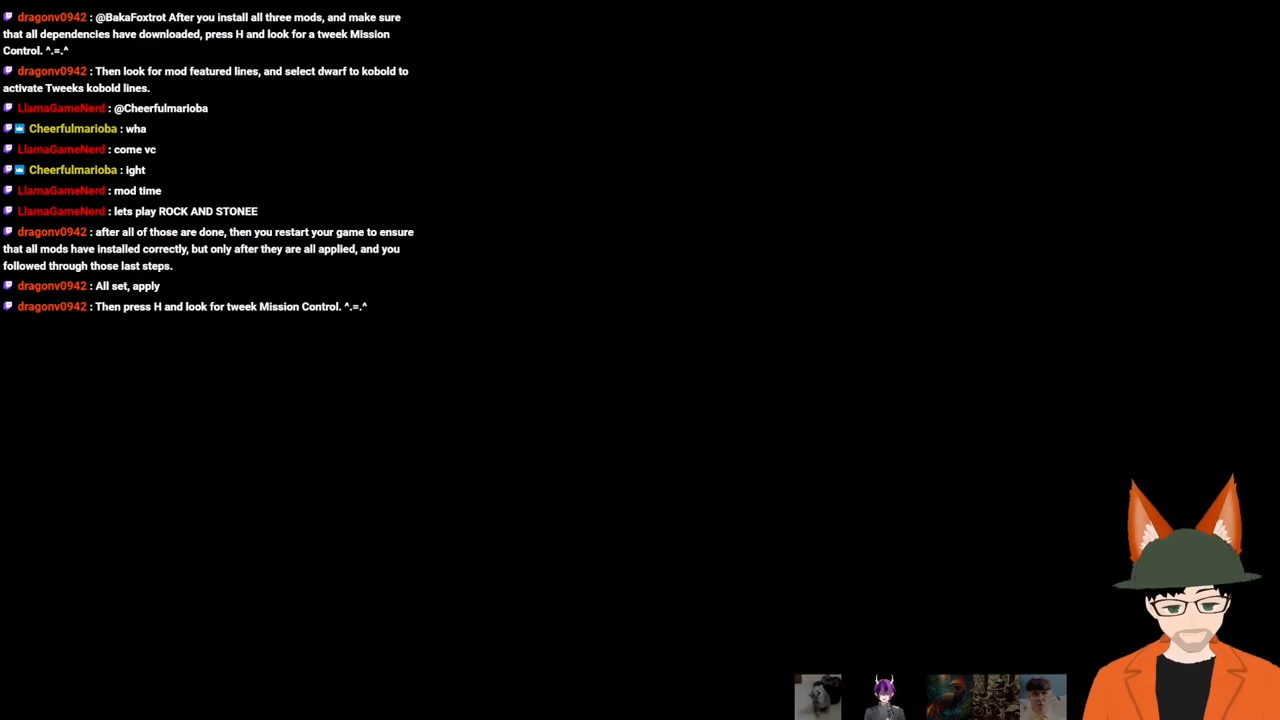 dragonv0942 : @BakaFoxtrot After you install all three mods, and make sure
that all dependencies have downloaded, press H and look for a tweek Mission
Control. ^.=.^
dragonv0942 : Then look for mod featured lines, and select dwarf to kobold to
activate Tweeks kobold lines.
LlamaGameNerd : @Cheerfulmarioba
Cheerfulmarioba : wha
LlamaGameNerd : come vc
Cheerfulmarioba : ight
LlamaGameNerd : mod time
LlamaGameNerd : lets play ROCK AND STONEE
dragonv0942 : after all of those are done, then you restart your game to ensure
that all mods have installed correctly, but only after they are all applied, and you
followed through those last steps.
dragonv0942 : All set, apply
dragonv0942 : Then press H and look for tweek Mission Control. ^.=.^